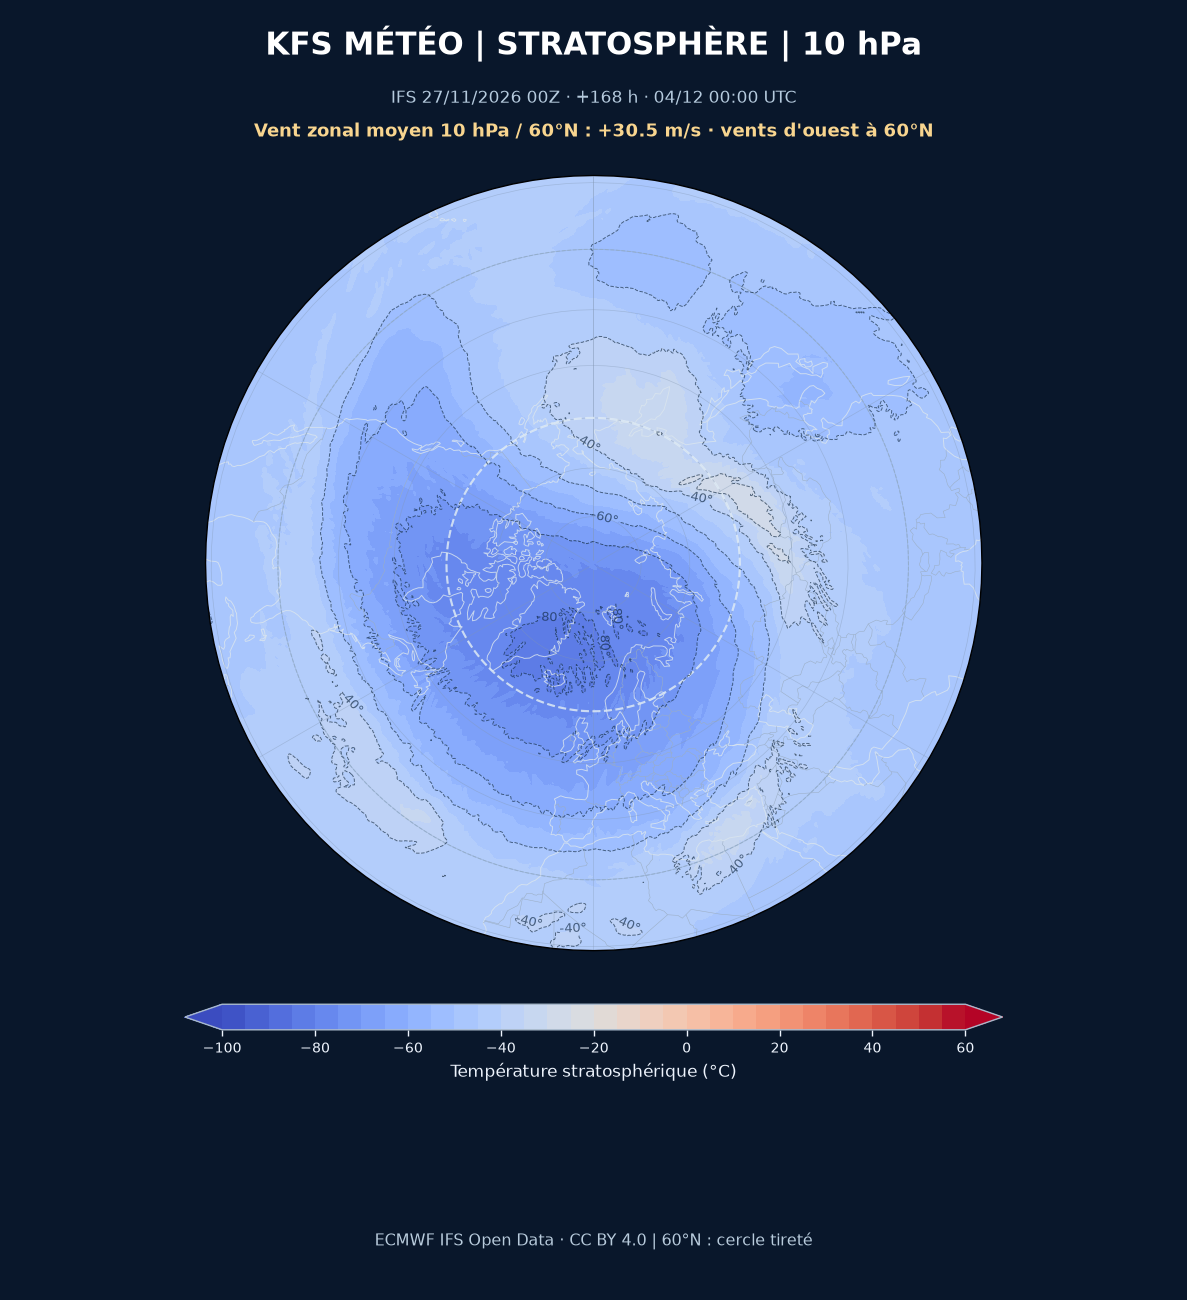 KFS MÉTÉO | STRATOSPHÈRE | 10 hPa
IFS 27/11/2026 00Z · +168 h · 04/12 00:00 UTC
Vent zonal moyen 10 hPa / 60°N : +30.5 m/s · vents d'ouest à 60°N
-40°
-40°
-60°
-80°
-80
-80
-40°
-40°
-40° -40° -40°
−100 −80 −60 −40 −20 0 20 40 60
Température stratosphérique (°C)
ECMWF IFS Open Data · CC BY 4.0 | 60°N : cercle tireté